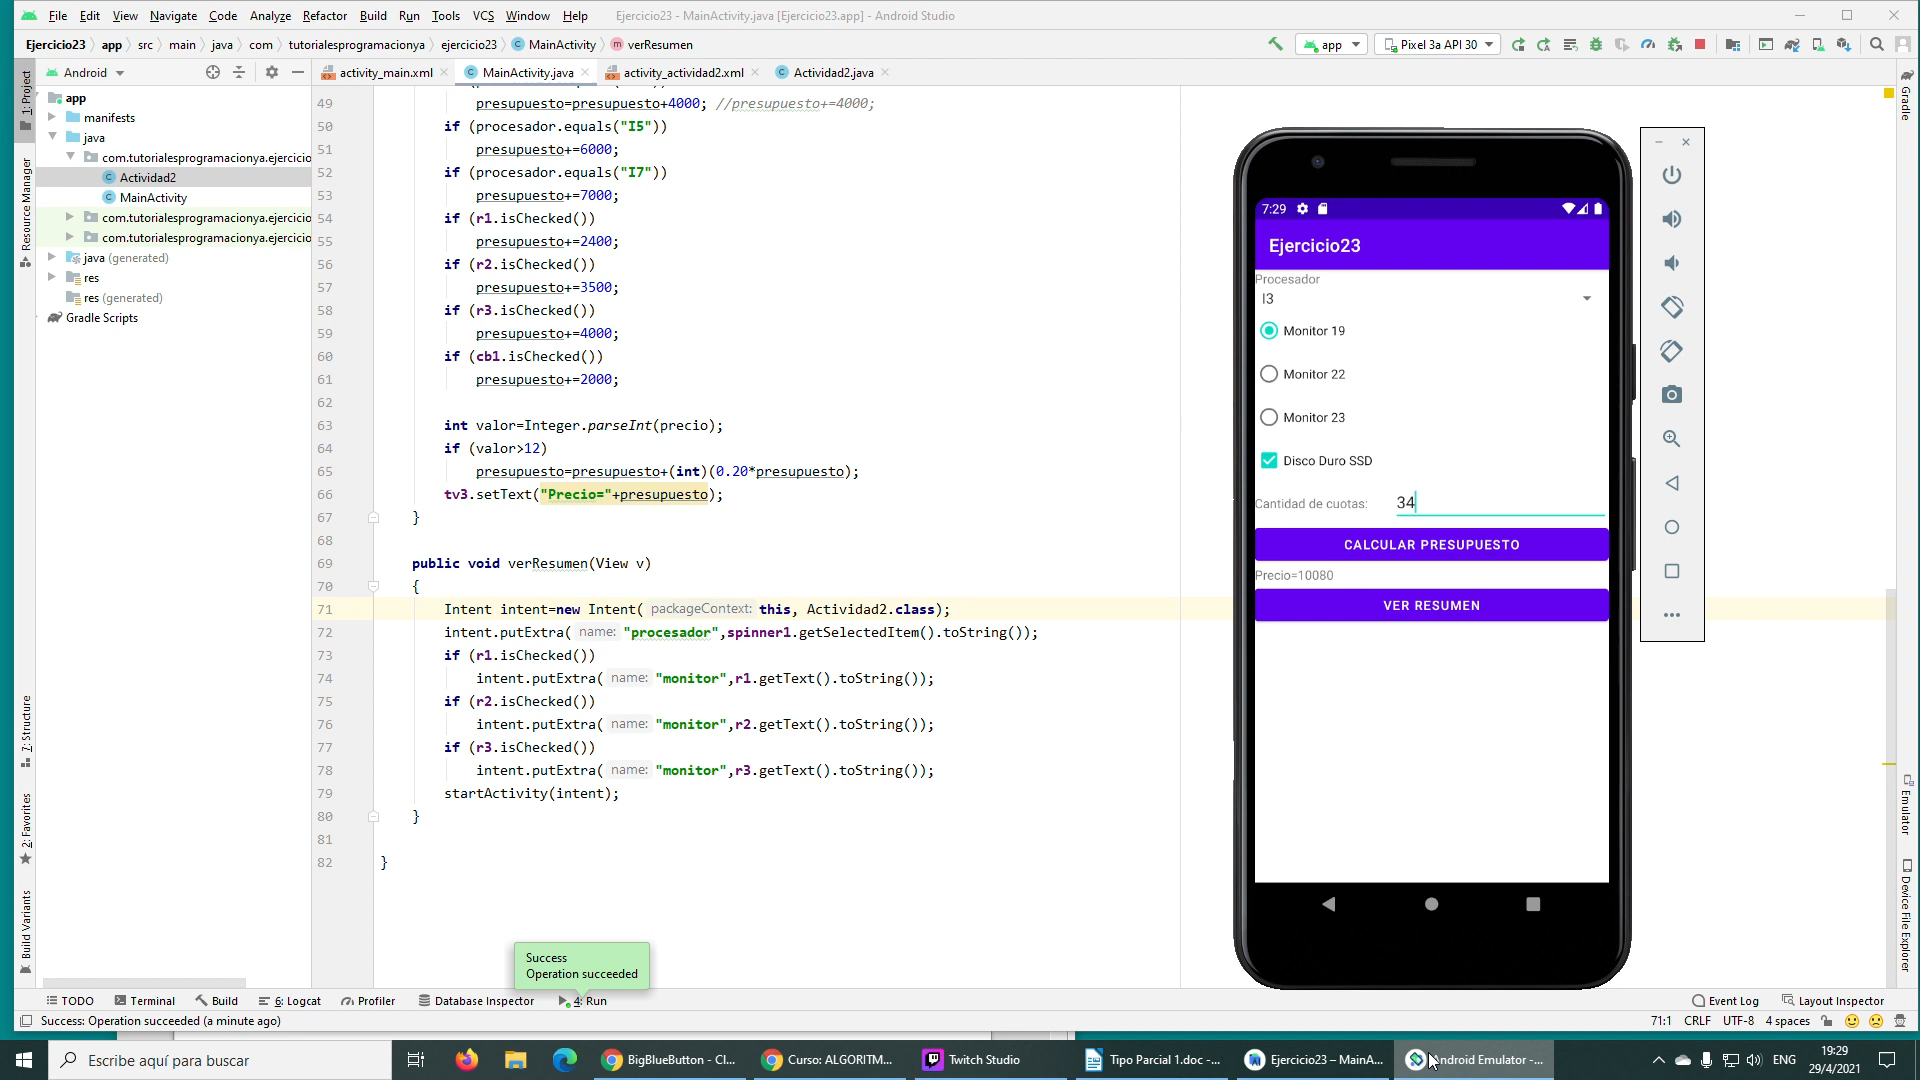 File Edit View Navigate Code Analyze Refactor Build Run Tools VCS Window Help Ejercicio23 - MainActivity.java [Ejercicio23.app] - Android Studio
Ejercicio23 app src main java com tutorialesprogramacionya ejercicio23 MainActivity verResumen app Pixel 3a API 30
Android activity_main.xml MainActivity.java activity_actividad2.xml Actividad2.java
1: Project
Resource Manager
7: Structure
2: Favorites
Build Variants
app
manifests
java
com.tutorialesprogramacionya.ejercicio
Actividad2
MainActivity
com.tutorialesprogramacionya.ejercicio
com.tutorialesprogramacionya.ejercicio
java (generated)
res
res (generated)
Gradle Scripts
49 presupuesto=presupuesto+4000; //presupuesto+=4000;
50 if (procesador.equals("I5"))
51 presupuesto+=6000;
52 if (procesador.equals("I7"))
53 presupuesto+=7000;
54 if (r1.isChecked())
55 presupuesto+=2400;
56 if (r2.isChecked())
57 presupuesto+=3500;
58 if (r3.isChecked())
59 presupuesto+=4000;
60 if (cb1.isChecked())
61 presupuesto+=2000;
62
63 int valor=Integer.parseInt(precio);
64 if (valor>12)
65 presupuesto=presupuesto+(int)(0.20*presupuesto);
66 tv3.setText("Precio="+presupuesto);
67 }
68
69 public void verResumen(View v)
70 {
71 Intent intent=new Intent( packageContext: this, Actividad2.class);
72 intent.putExtra( name: "procesador",spinner1.getSelectedItem().toString());
73 if (r1.isChecked())
74 intent.putExtra( name: "monitor",r1.getText().toString());
75 if (r2.isChecked())
76 intent.putExtra( name: "monitor",r2.getText().toString());
77 if (r3.isChecked())
78 intent.putExtra( name: "monitor",r3.getText().toString());
79 startActivity(intent);
80 }
81
82 }
7:29
Ejercicio23
Procesador
I3
Monitor 19
Monitor 22
Monitor 23
Disco Duro SSD
Cantidad de cuotas: 34
CALCULAR PRESUPUESTO
Precio=10080
VER RESUMEN
Gradle
Emulator
Device File Explorer
Success
Operation succeeded
TODO Terminal Build 6: Logcat Profiler Database Inspector 4: Run Event Log Layout Inspector
Success: Operation succeeded (a minute ago) 71:1 CRLF UTF-8 4 spaces
Escribe aquí para buscar BigBlueButton - Cl... Curso: ALGORITM... Twitch Studio Tipo Parcial 1.doc -... Ejercicio23 – MainA... Android Emulator -... ENG 19:29
29/4/2021